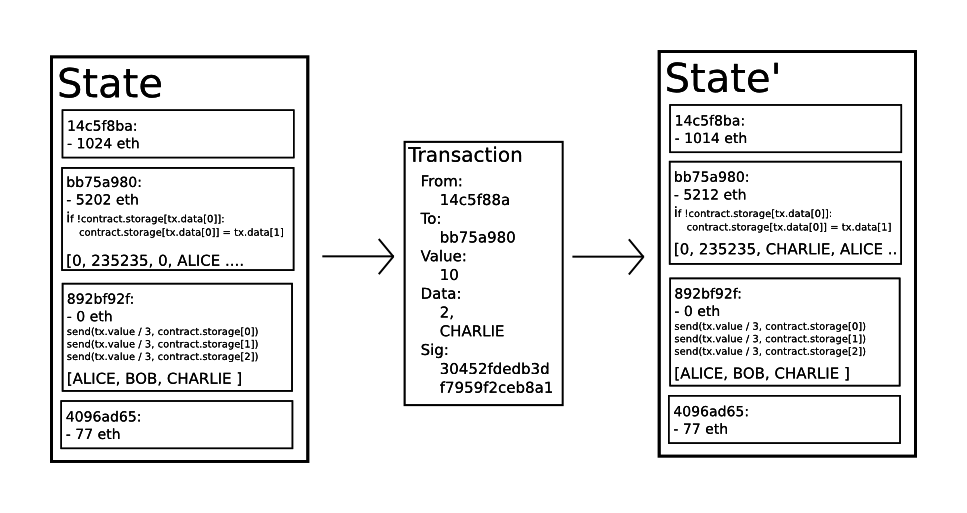 State
14c5f8ba:
- 1024 eth
bb75a980:
- 5202 eth
if !contract.storage[tx.data[0]]:
contract.storage[tx.data[0]] = tx.data[1]
[0, 235235, 0, ALICE ....
892bf92f:
- 0 eth
send(tx.value / 3, contract.storage[0])
send(tx.value / 3, contract.storage[1])
send(tx.value / 3, contract.storage[2])
[ALICE, BOB, CHARLIE ]
4096ad65:
- 77 eth
Transaction
From:
14c5f88a
To:
bb75a980
Value:
10
Data:
2,
CHARLIE
Sig:
30452fdedb3d
f7959f2ceb8a1
State'
14c5f8ba:
- 1014 eth
bb75a980:
- 5212 eth
if !contract.storage[tx.data[0]]:
contract.storage[tx.data[0]] = tx.data[1]
[0, 235235, CHARLIE, ALICE ..
892bf92f:
- 0 eth
send(tx.value / 3, contract.storage[0])
send(tx.value / 3, contract.storage[1])
send(tx.value / 3, contract.storage[2])
[ALICE, BOB, CHARLIE ]
4096ad65:
- 77 eth